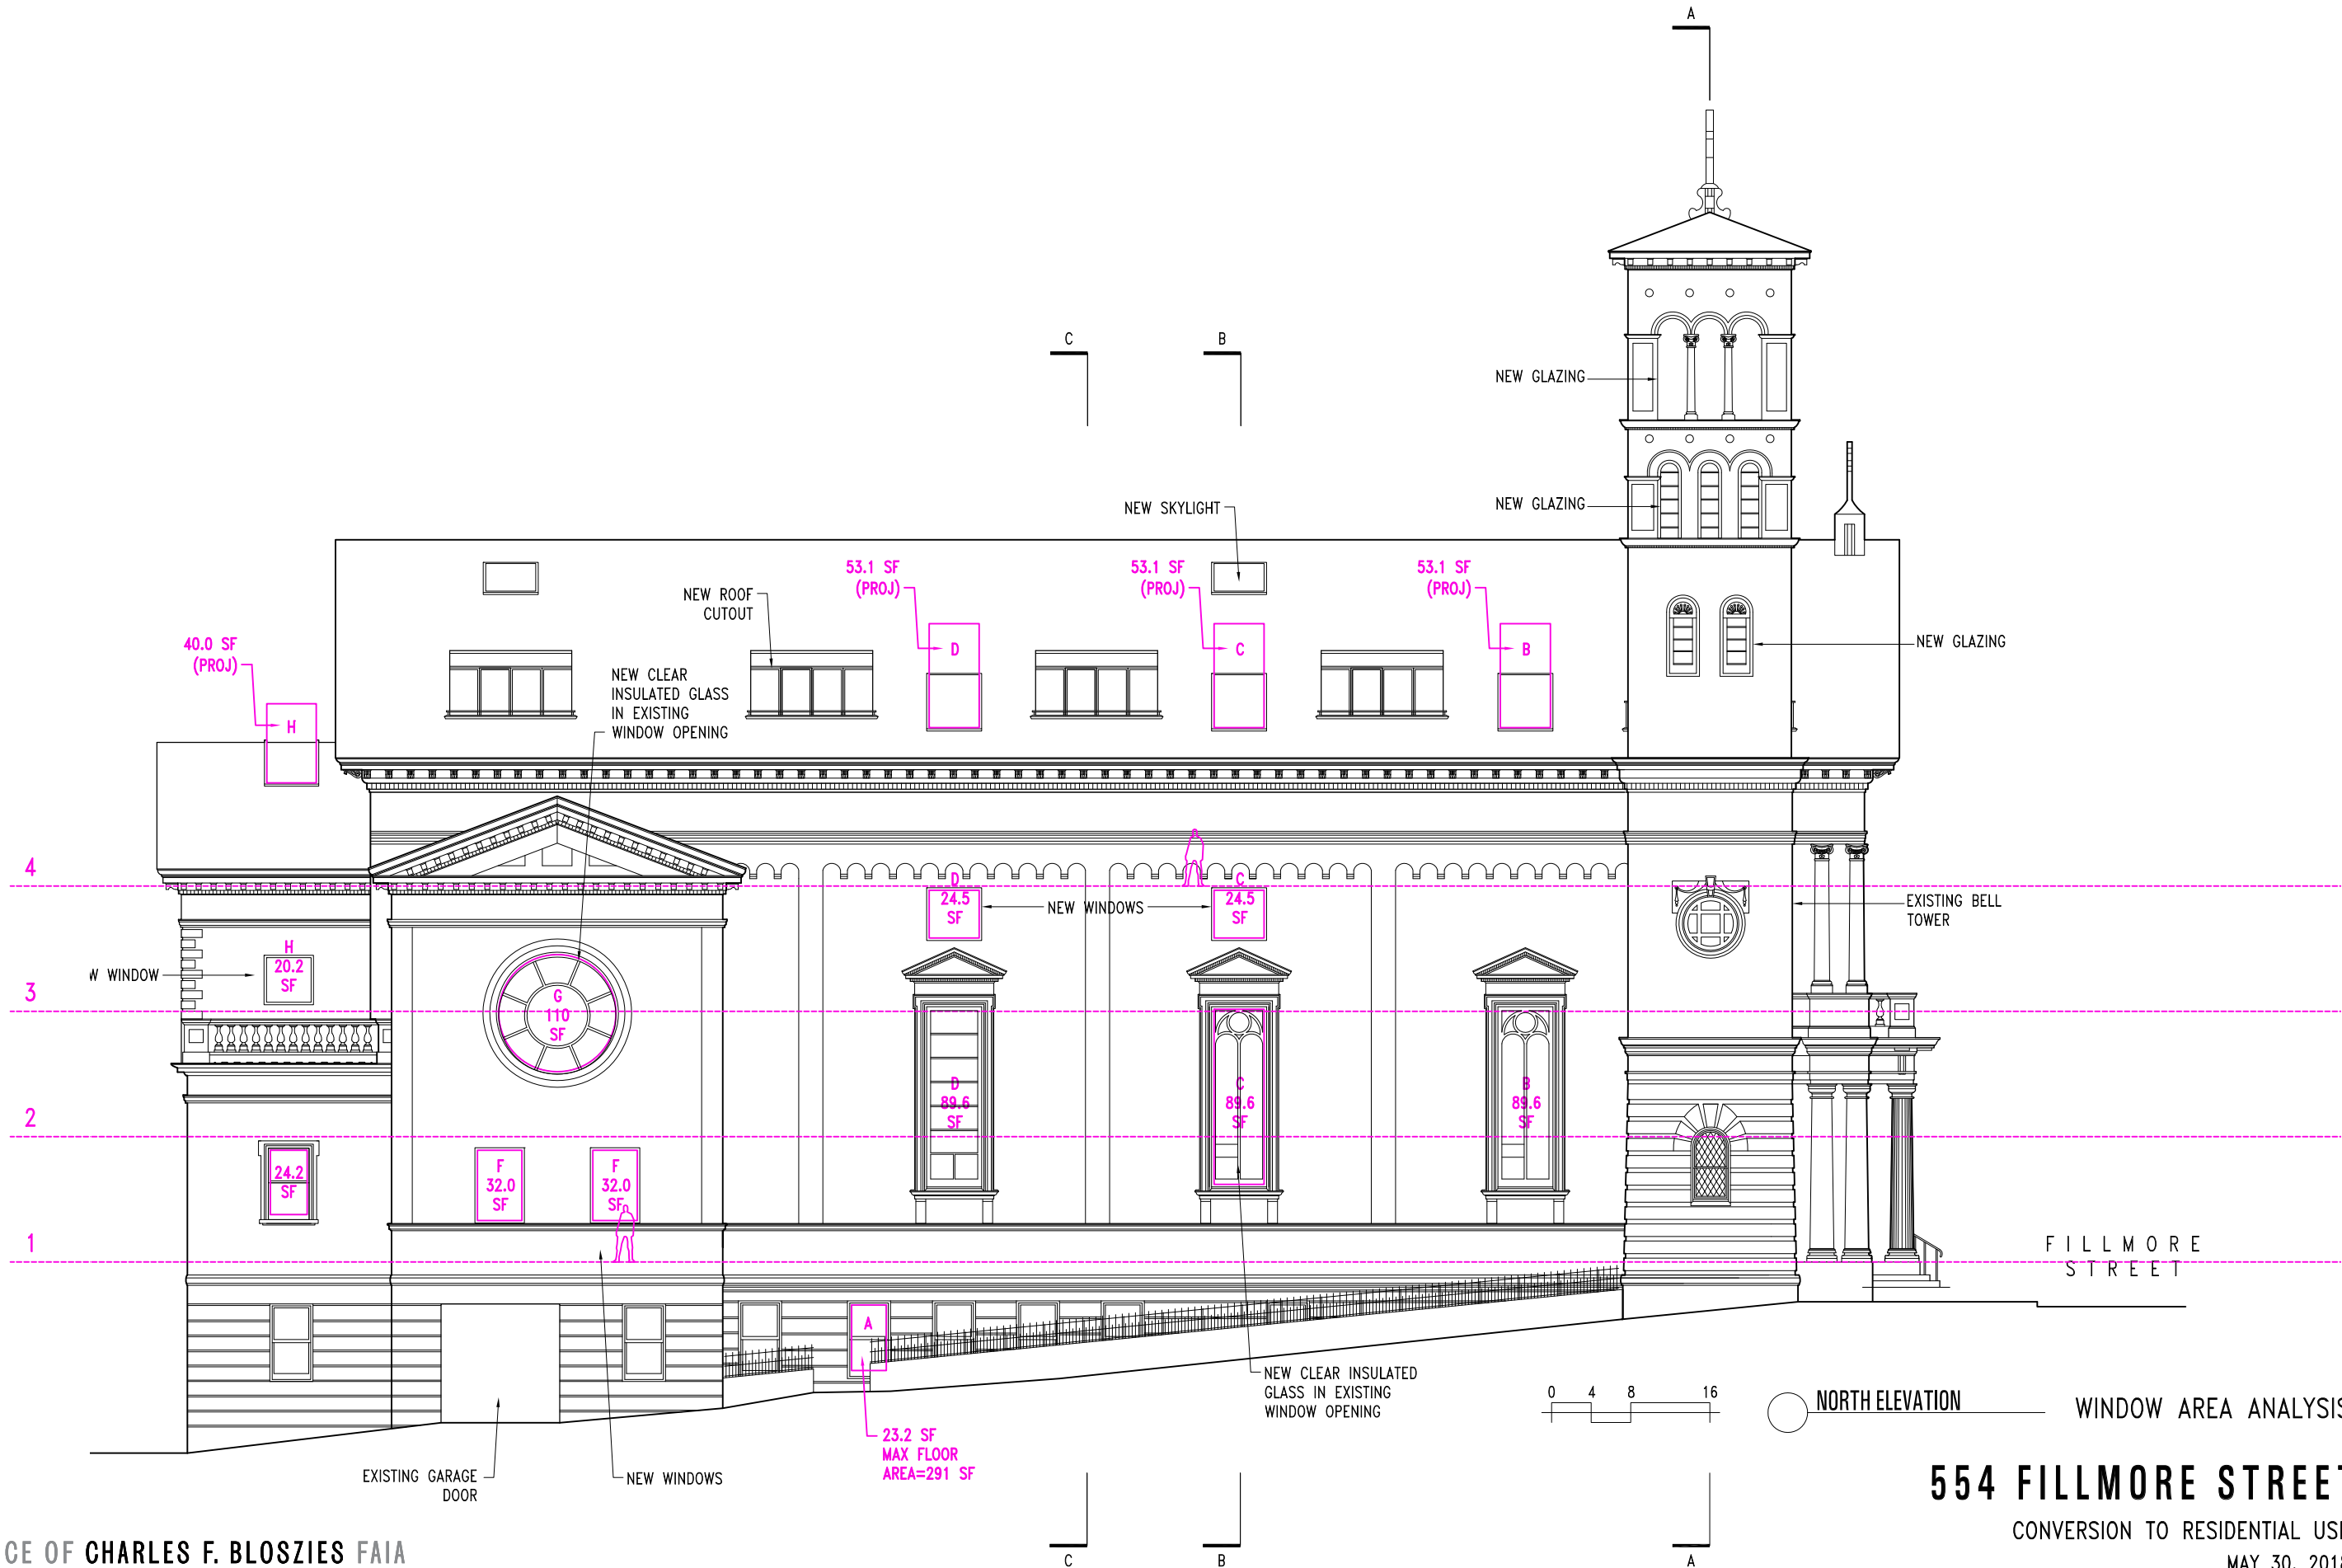 A
C
B
NEW GLAZING
NEW SKYLIGHT
NEW GLAZING
53.1 SF
(PROJ)
53.1 SF
(PROJ)
53.1 SF
(PROJ)
NEW ROOF
CUTOUT
40.0 SF
(PROJ)
D
C
B
NEW GLAZING
NEW CLEAR
INSULATED GLASS
IN EXISTING
WINDOW OPENING
H
4
D
24.5
SF
NEW WINDOWS
C
24.5
SF
EXISTING BELL
TOWER
W WINDOW
H
20.2
SF
3
G
110
SF
D
89.6
SF
C
89.6
SF
B
89.6
SF
2
24.2
SF
F
32.0
SF
F
32.0
SF
1
FILLMORE
STREET
A
NEW CLEAR INSULATED
GLASS IN EXISTING
WINDOW OPENING
0 4 8 16
NORTH ELEVATION
WINDOW AREA ANALYSIS
23.2 SF
MAX FLOOR
AREA=291 SF
EXISTING GARAGE
DOOR
NEW WINDOWS
554 FILLMORE STREET
CONVERSION TO RESIDENTIAL USE
MAY 30, 2018
CE OF CHARLES F. BLOSZIES FAIA
C
B
A